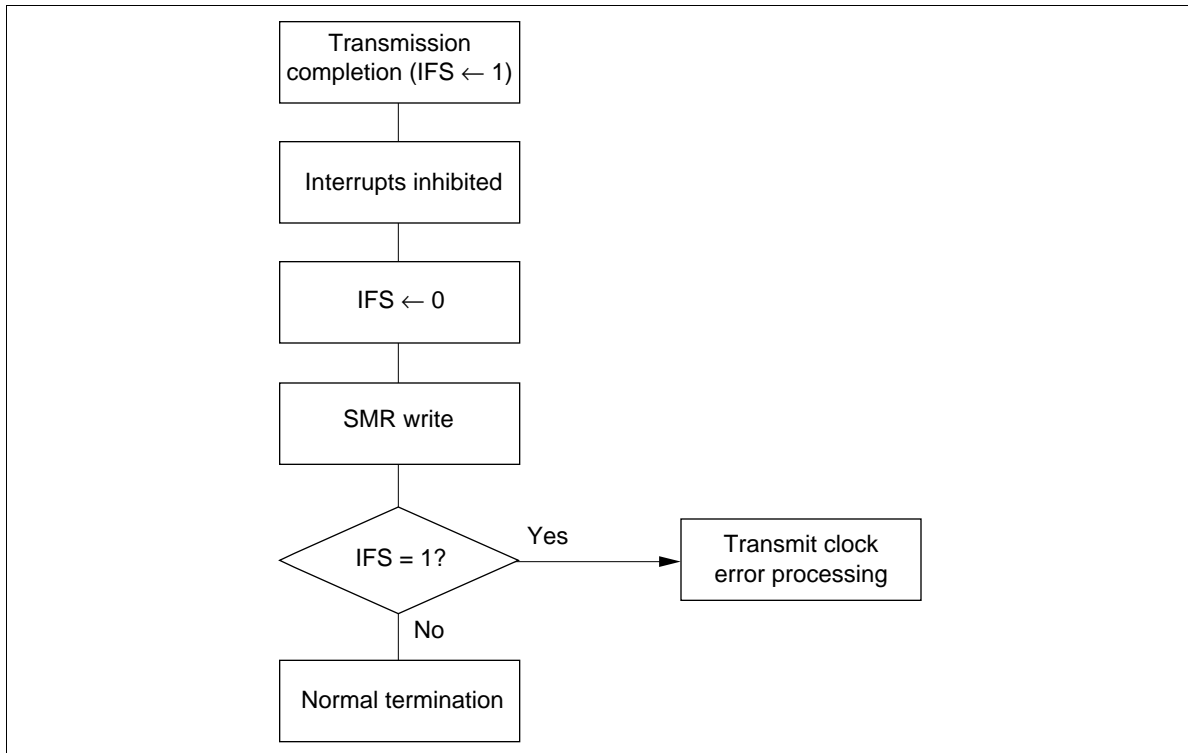 Transmission
completion (IFS ← 1)
Interrupts inhibited
IFS ← 0
SMR write
IFS = 1?
Yes
Transmit clock
error processing
No
Normal termination